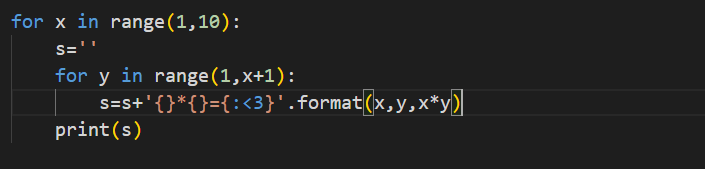 for x in range(1,10):
    s=''
    for y in range(1,x+1):
        s=s+'{}*{}={:<3}'.format(x,y,x*y)
    print(s)